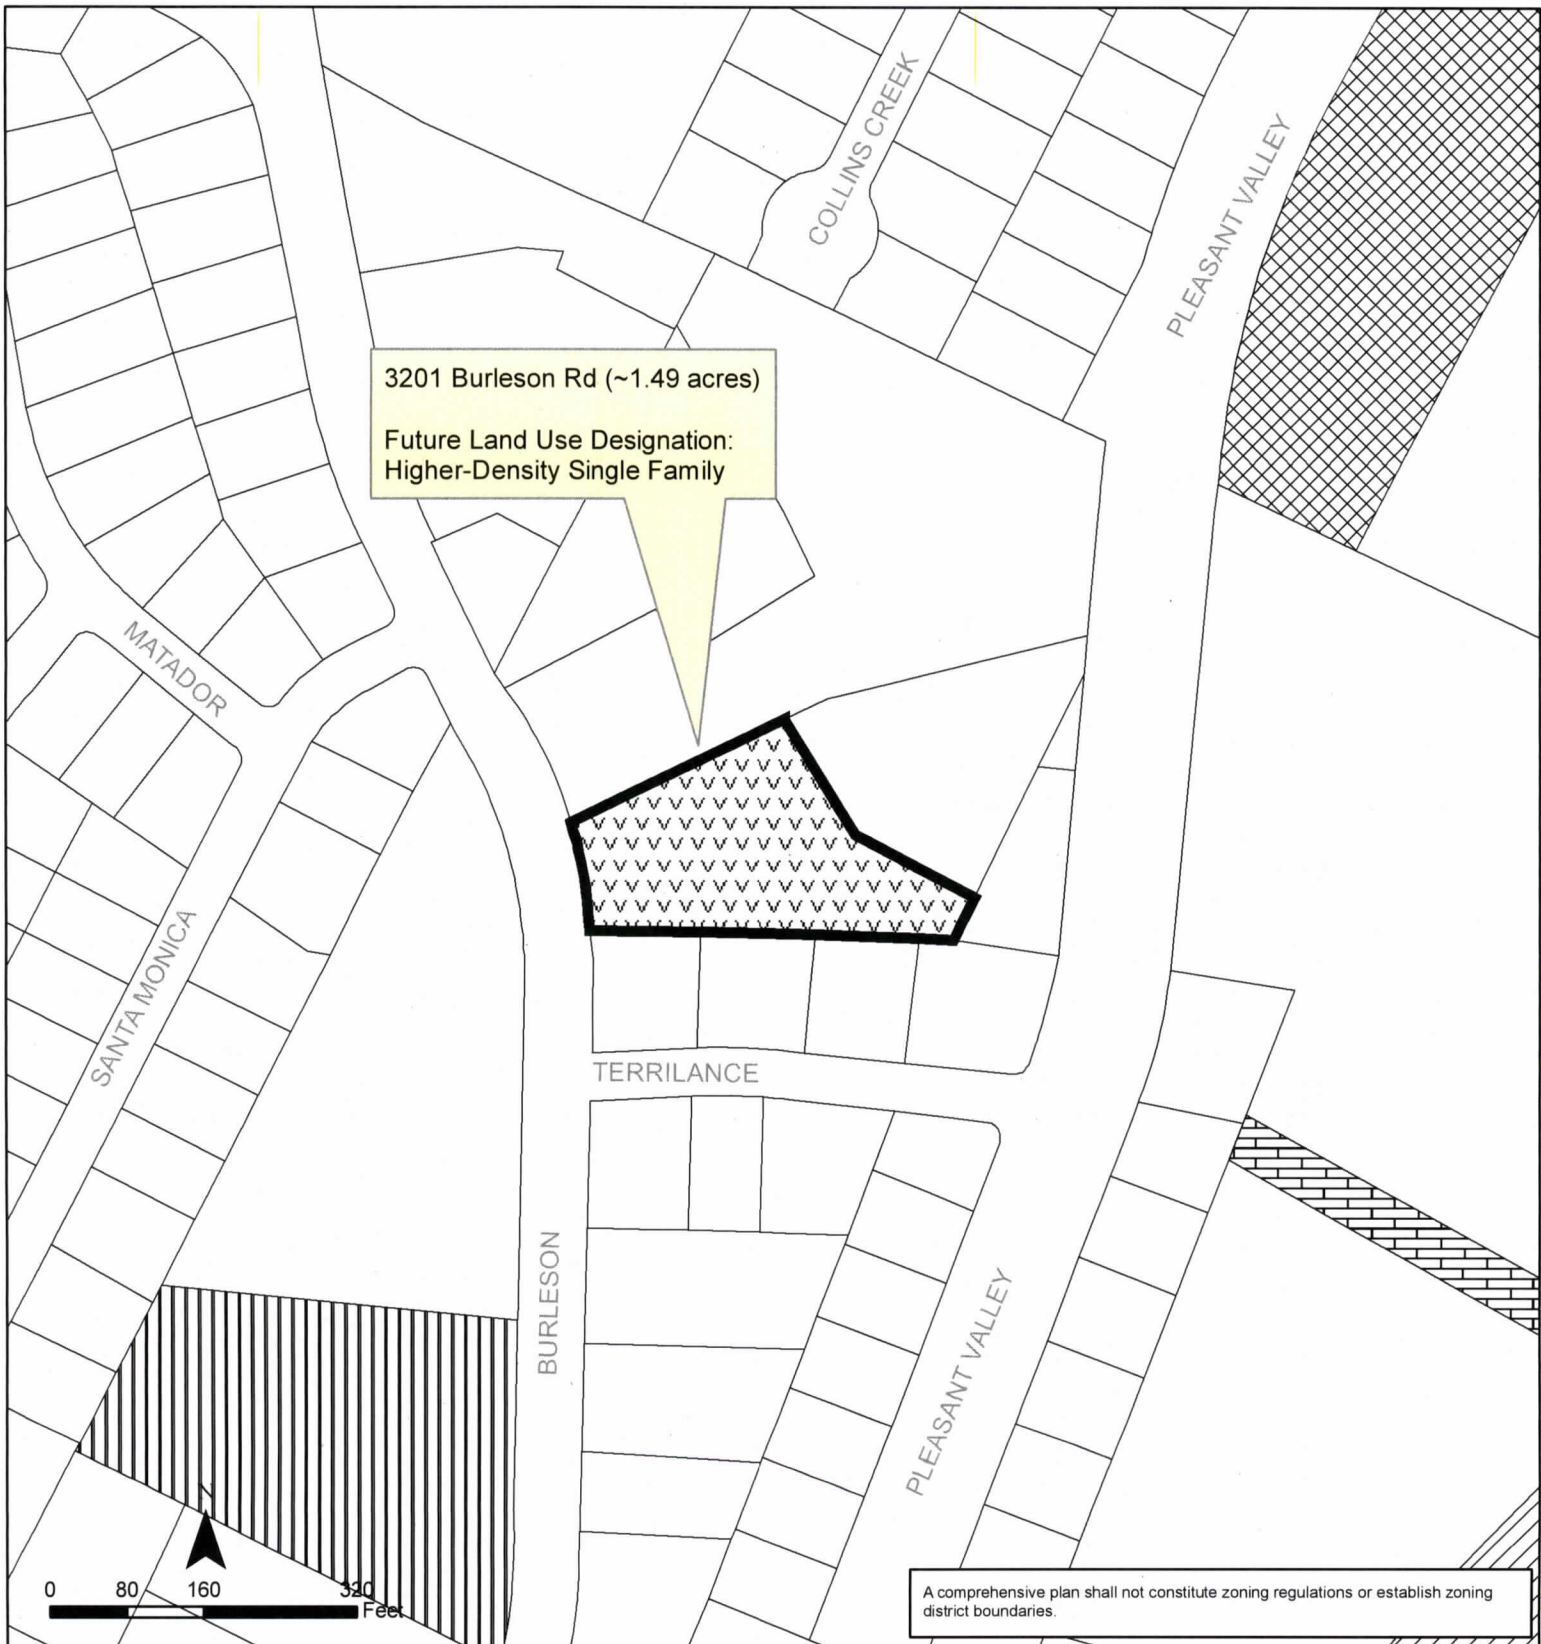 COLLINS CREEK
PLEASANT VALLEY
3201 Burleson Rd (~1.49 acres)
Future Land Use Designation:
Higher-Density Single Family
MATADOR
SANTA MONICA
TERRILANCE
BURLESON
PLEASANT VALLEY
N
0 80 160 320
Feet
A comprehensive plan shall not constitute zoning regulations or establish zoning
district boundaries.